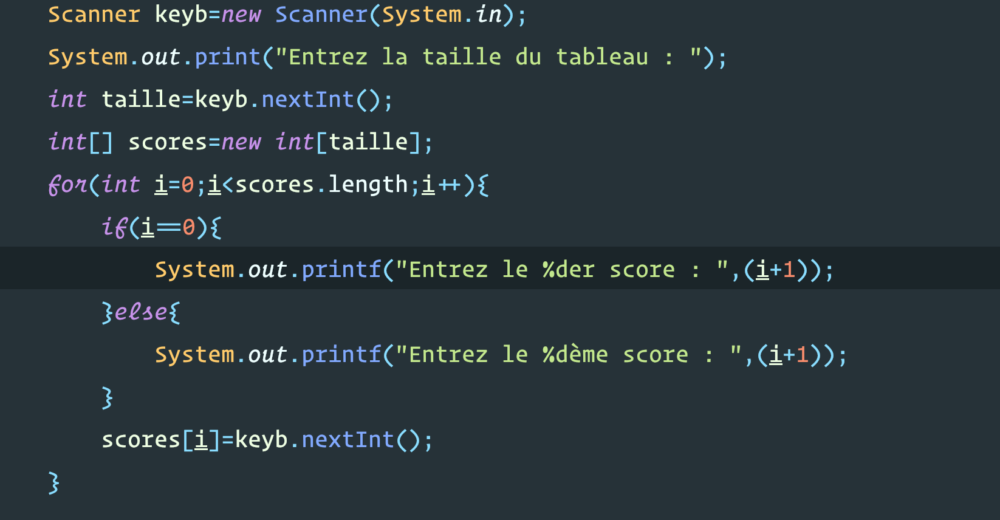 Scanner keyb=new Scanner(System.in);
System.out.print("Entrez la taille du tableau : ");
int taille=keyb.nextInt();
int[] scores=new int[taille];
for(int i=0;i<scores.length;i++){
if(i==0){
System.out.printf("Entrez le %der score : ",(i+1));
}else{
System.out.printf("Entrez le %dème score : ",(i+1));
}
scores[i]=keyb.nextInt();
}